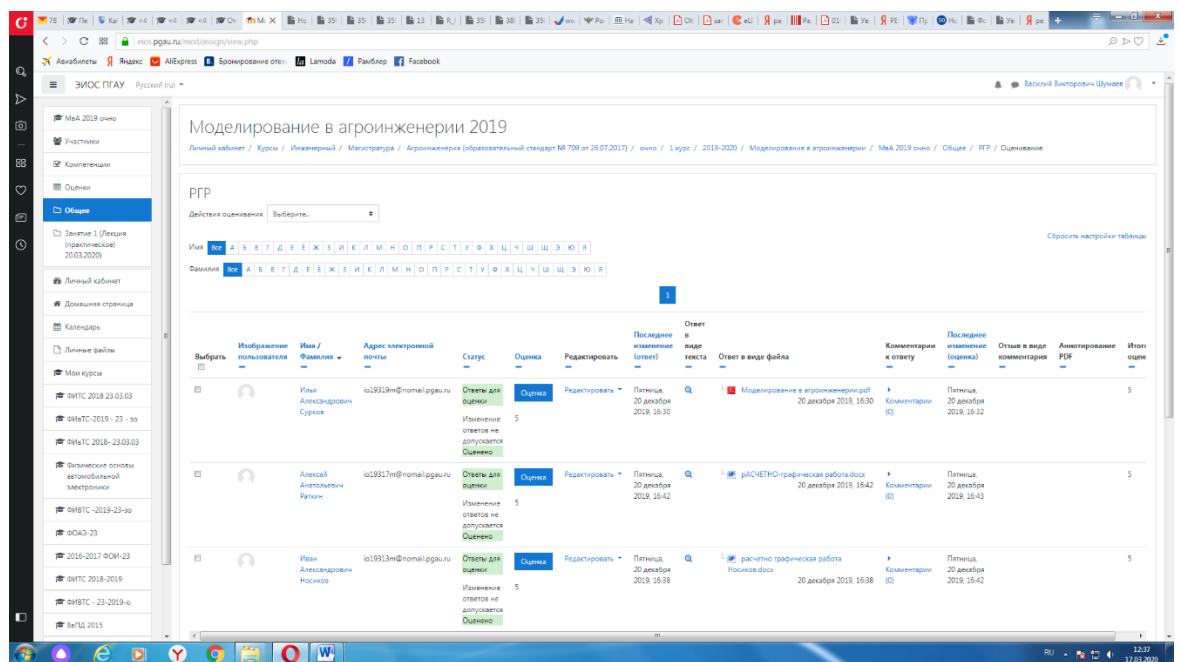 eios.pgau.ru/mod/assign/view.php
Авиабилеты Яндекс AliExpress Бронирование отел Lamoda Рамблер Facebook
ЭИОС ПГАУ Русский (ru)
Василий Викторович Шумаев
МвА 2019 очно
Участники
Компетенции
Оценки
Общее
Занятие 1 (Лекция
(практическое)
20.03.2020)
Личный кабинет
Домашняя страница
Календарь
Личные файлы
Мои курсы
ФИТС 2018 23.03.03
ФИвТС-2019 - 23 - зо
ФИвТС 2018- 23.03.03
Физические основы
автомобильной
электроники
ФИВТС -2019-23-зо
ФОАЭ-23
2016-2017 ФОИ-23
ФИТС 2018-2019
ФИВТС - 23-2019-о
ВеПД 2015
Моделирование в агроинженерии 2019
Личный кабинет / Курсы / Инженерный / Магистратура / Агроинженерия (образовательный стандарт № 709 от 26.07.2017) / очно / 1 курс / 2019-2020 / Моделирование в агроинженерии / МвА 2019 очно / Общее / РГР / Оценивание
РГР
Действия оценивания Выберите...
Сбросить настройки таблицы
Имя Все А Б В Г Д Е Ё Ж З И К Л М Н О П Р С Т У Ф Х Ц Ч Ш Щ Э Ю Я
Фамилия Все А Б В Г Д Е Ё Ж З И К Л М Н О П Р С Т У Ф Х Ц Ч Ш Щ Э Ю Я
1
Выбрать
Изображение
пользователя
Имя /
Фамилия
Адрес электронной
почты
Статус
Оценка
Редактировать
Последнее
изменение
(ответ)
Ответ
в
виде
текста
Ответ в виде файла
Комментарии
к ответу
Последнее
изменение
(оценка)
Отзыв в виде
комментария
Аннотирование
PDF
Итого
оцен
Илья
Александрович
Сурков
io19319m@nomail.pgau.ru
Ответы для
оценки
Изменение
ответов не
допускается
Оценено
Оценка
5
Редактировать
Пятница,
20 декабря
2019, 16:30
Моделирование в агроинженерии.pdf
20 декабря 2019, 16:30
Комментарии
(0)
Пятница,
20 декабря
2019, 16:32
5
Алексей
Анатольевич
Раткин
io19317m@nomail.pgau.ru
Ответы для
оценки
Изменение
ответов не
допускается
Оценено
Оценка
5
Редактировать
Пятница,
20 декабря
2019, 16:42
рАСЧЕТНО-графическая работа.docx
20 декабря 2019, 16:42
Комментарии
(0)
Пятница,
20 декабря
2019, 16:43
5
Иван
Александрович
Носиков
io19313m@nomail.pgau.ru
Ответы для
оценки
Изменение
ответов не
допускается
Оценено
Оценка
5
Редактировать
Пятница,
20 декабря
2019, 16:38
расчетно графическая работа
Носиков.docx
20 декабря 2019, 16:38
Комментарии
(0)
Пятница,
20 декабря
2019, 16:42
5
RU
12:37
17.03.2020